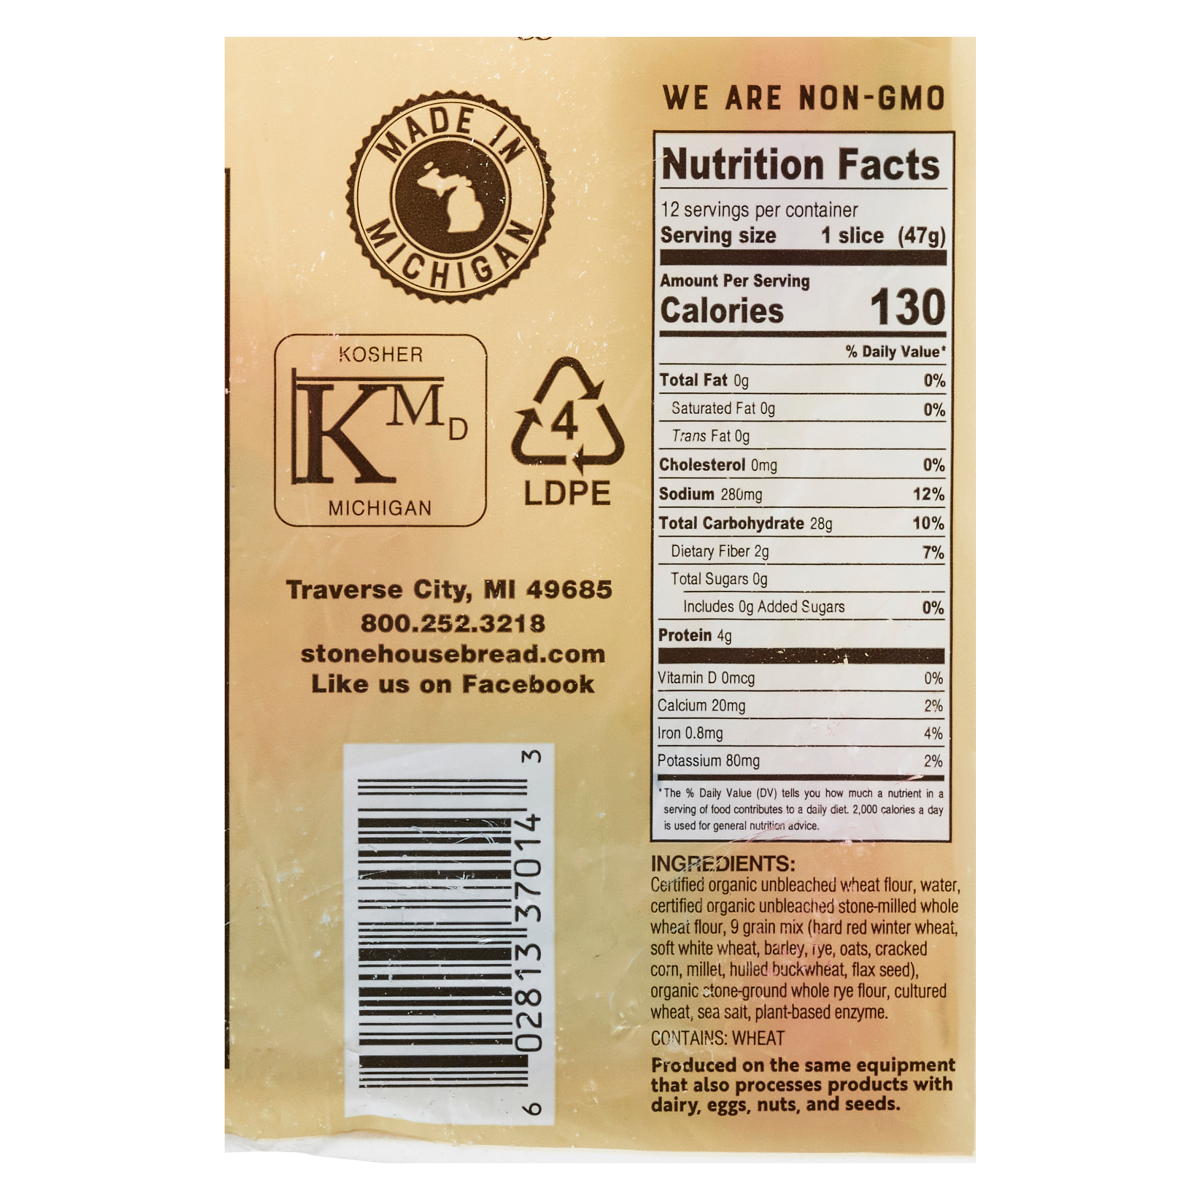 MADE IN
MICHIGAN
KOSHER
KMD
MICHIGAN
4
LDPE
Traverse City, MI 49685
800.252.3218
stonehousebread.com
Like us on Facebook
6 02813 37014 3
WE ARE NON-GMO
Nutrition Facts
12 servings per container
Serving size 1 slice (47g)
Amount Per Serving
Calories 130
% Daily Value*
Total Fat 0g 0%
Saturated Fat 0g 0%
Trans Fat 0g
Cholesterol 0mg 0%
Sodium 280mg 12%
Total Carbohydrate 28g 10%
Dietary Fiber 2g 7%
Total Sugars 0g
Includes 0g Added Sugars 0%
Protein 4g
Vitamin D 0mcg 0%
Calcium 20mg 2%
Iron 0.8mg 4%
Potassium 80mg 2%
*The % Daily Value (DV) tells you how much a nutrient in a
serving of food contributes to a daily diet. 2,000 calories a day
is used for general nutrition advice.
INGREDIENTS:
Certified organic unbleached wheat flour, water,
certified organic unbleached stone-milled whole
wheat flour, 9 grain mix (hard red winter wheat,
soft white wheat, barley, rye, oats, cracked
corn, millet, hulled buckwheat, flax seed),
organic stone-ground whole rye flour, cultured
wheat, sea salt, plant-based enzyme.
CONTAINS: WHEAT
Produced on the same equipment
that also processes products with
dairy, eggs, nuts, and seeds.